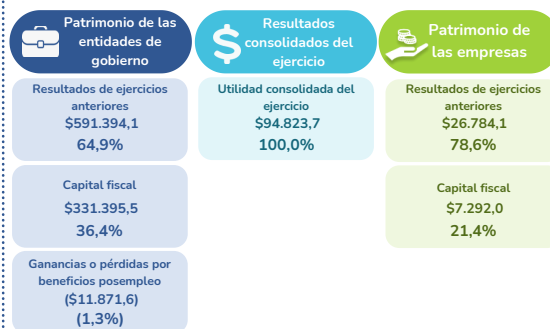 Patrimonio de las
entidades de
gobierno
Resultados de ejercicios
anteriores
$591.394,1
64,9%
Capital fiscal
$331.395,5
36,4%
Ganancias o pérdidas por
beneficios posempleo
($11.871,6)
(1,3%)
Resultados
consolidados del
ejercicio
Utilidad consolidada del
ejercicio
$94.823,7
100,0%
Patrimonio de
las empresas
Resultados de ejercicios
anteriores
$26.784,1
78,6%
Capital fiscal
$7.292,0
21,4%